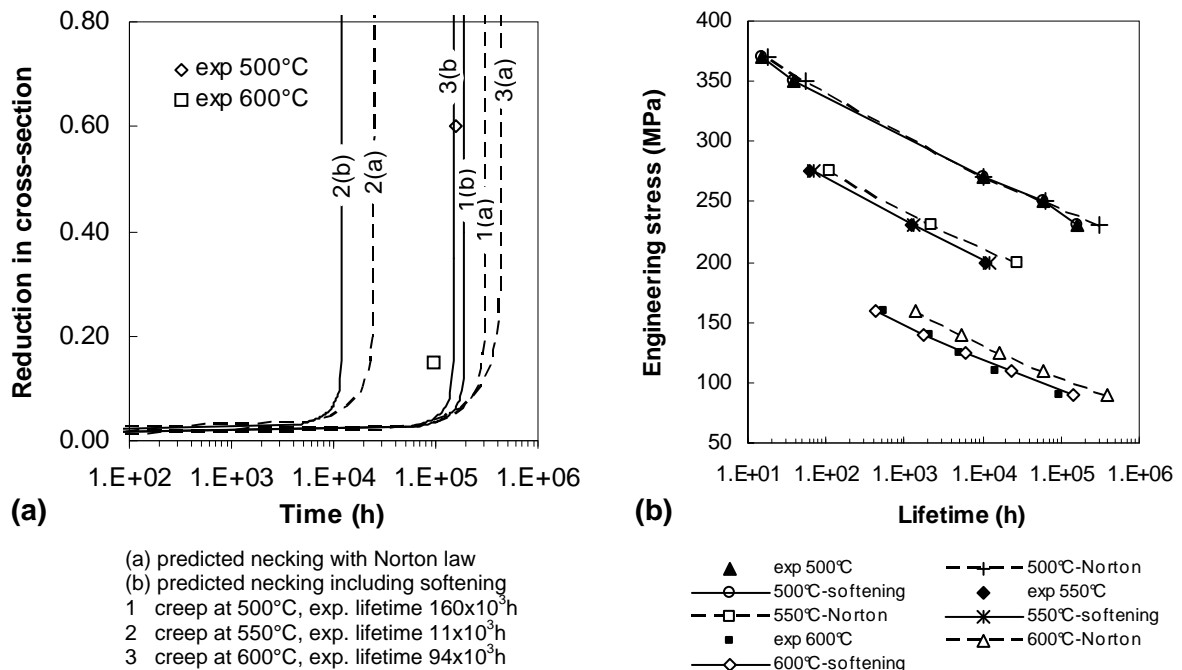 0.80
0.60
0.40
0.20
0.00
Reduction in cross-section
exp 500°C
exp 600°C
2(b)
2(a)
3(b
1(b)
1(a)
3(a)
1.E+02 1.E+03 1.E+04 1.E+05 1.E+06
(a)
Time (h)
(a) predicted necking with Norton law
(b) predicted necking including softening
1 creep at 500°C, exp. lifetime 160x10³h
2 creep at 550°C, exp. lifetime 11x10³h
3 creep at 600°C, exp. lifetime 94x10³h
400
350
300
250
200
150
100
50
Engineering stress (MPa)
1.E+01 1.E+02 1.E+03 1.E+04 1.E+05 1.E+06
(b)
Lifetime (h)
exp 500°C
500°C-Norton
500°C-softening
exp 550°C
550°C-Norton
550°C-softening
exp 600°C
600°C-Norton
600°C-softening